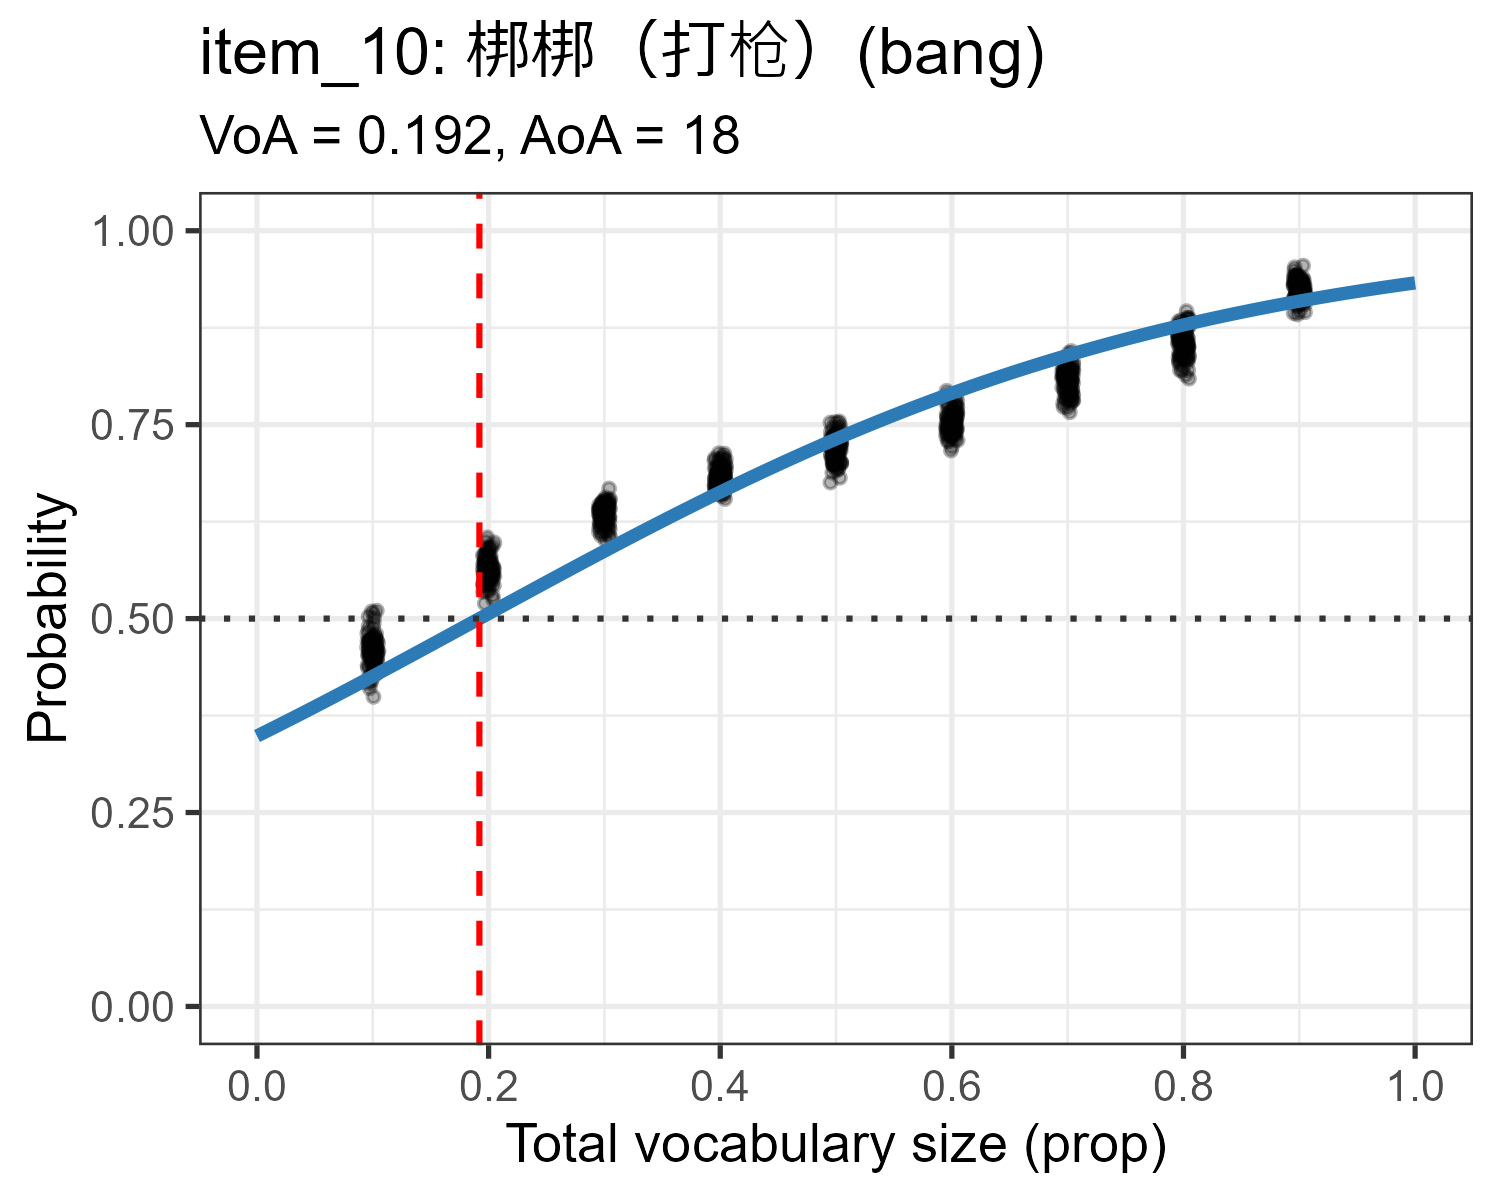 item_10: 梆梆（打枪）(bang)
VoA = 0.192, AoA = 18
Probability
1.00
0.75
0.50
0.25
0.00
0.0 0.2 0.4 0.6 0.8 1.0
Total vocabulary size (prop)